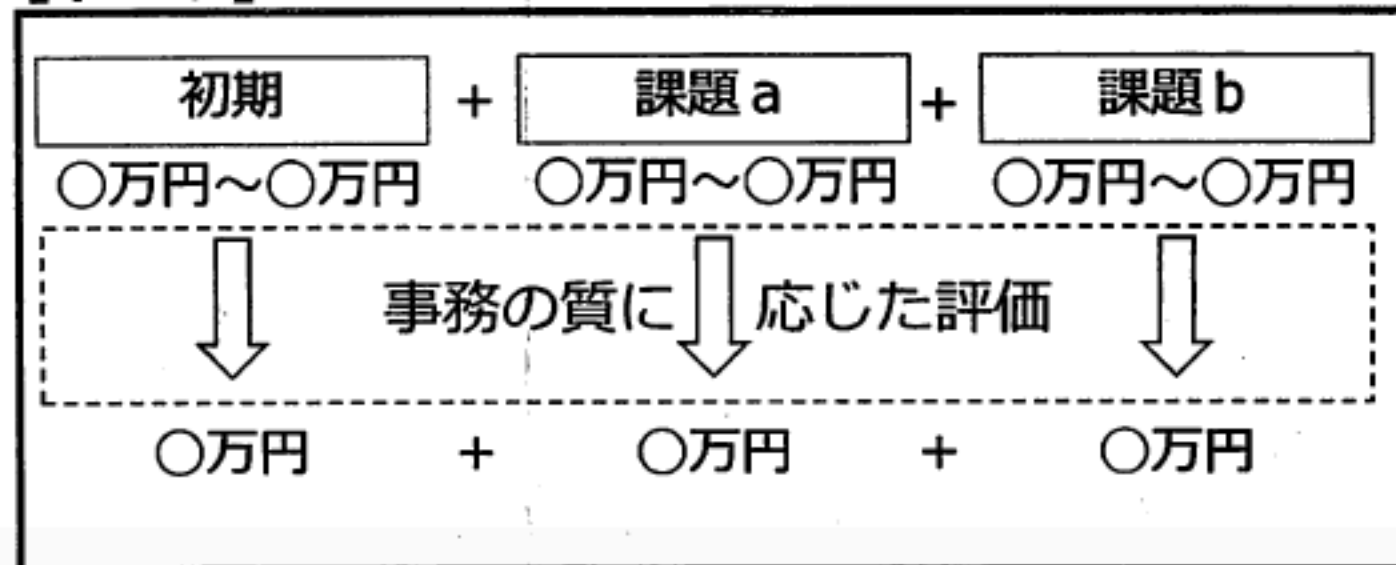 初期 + 課題a + 課題b
○万円~○万円 ○万円~○万円 ○万円~○万円
事務の質に応じた評価
○万円 + ○万円 + ○万円